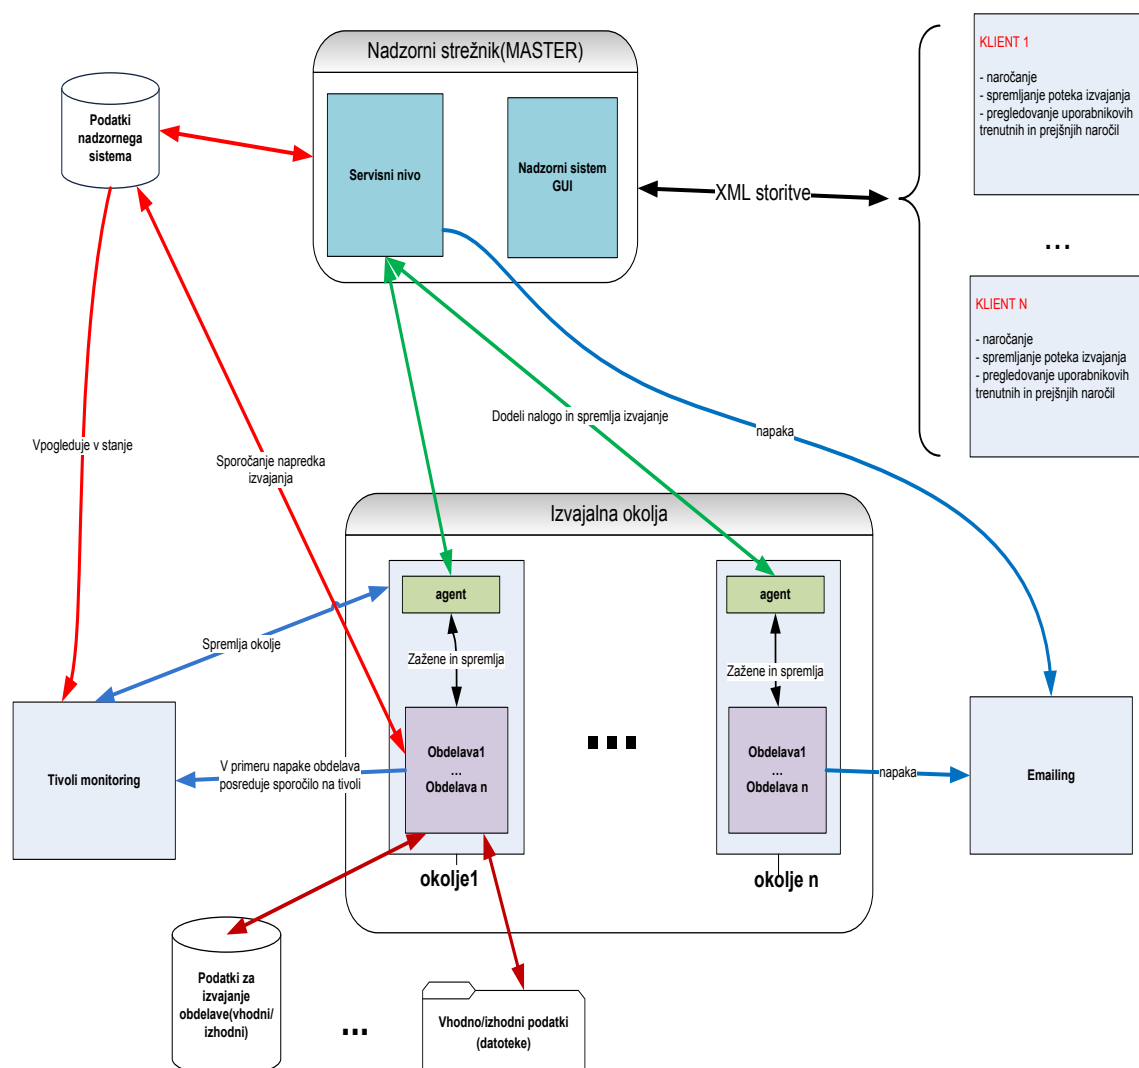 Nadzorni strežnik(MASTER)
Podatki
nadzornega
sistema
Servisni nivo
Nadzorni sistem
GUI
XML storitve
KLIENT 1
- naročanje
- spremljanje poteka izvajanja
- pregledovanje uporabnikovih
trenutnih in prejšnjih naročil
...
KLIENT N
- naročanje
- spremljanje poteka izvajanja
- pregledovanje uporabnikovih
trenutnih in prejšnjih naročil
Vpogleduje v stanje
Sporočanje napredka
izvajanja
Dodeli nalogo in spremlja izvajanje
napaka
Izvajalna okolja
agent
agent
Spremlja okolje
Zažene in spremlja
Zažene in spremlja
Tivoli monitoring
V primeru napake obdelava
posreduje sporočilo na tivoli
Obdelava1
...
Obdelava n
...
Obdelava1
...
Obdelava n
napaka
Emailing
okolje1
okolje n
Podatki za
izvajanje
obdelave(vhodni/
izhodni)
...
Vhodno/izhodni podatki
(datoteke)